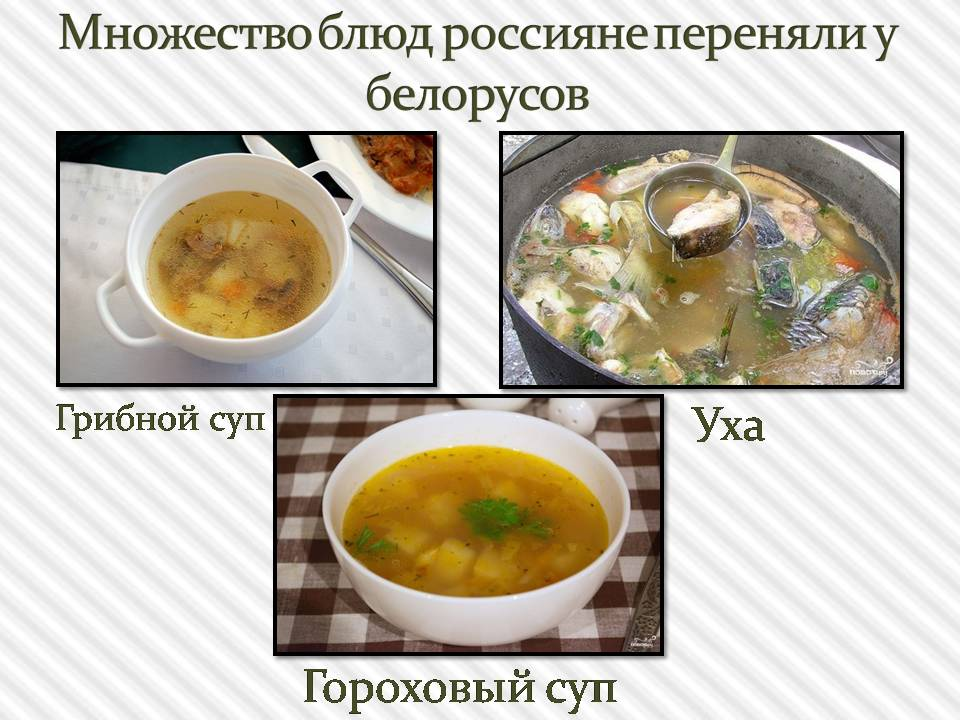 Множество блюд россияне переняли у
белорусов
Грибной суп
Уха
Гороховый суп